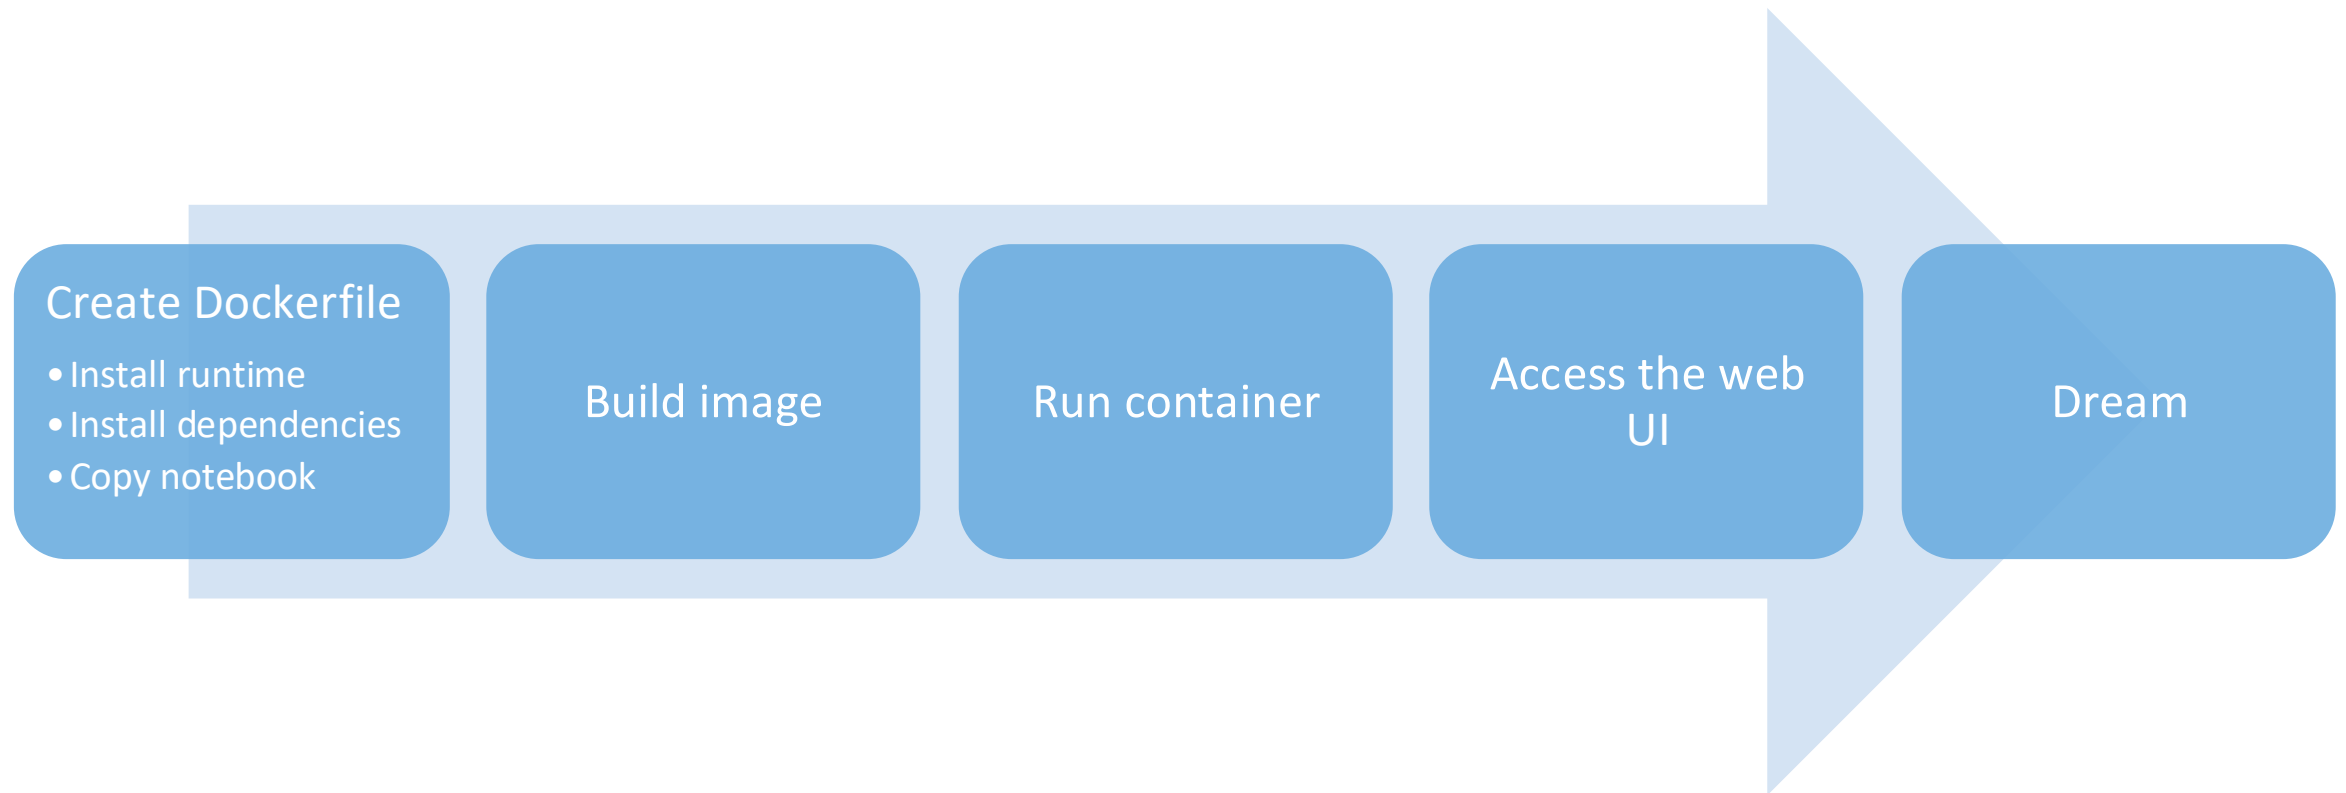 Create Dockerfile
• Install runtime
• Install dependencies
• Copy notebook
Build image
Run container
Access the web
UI
Dream